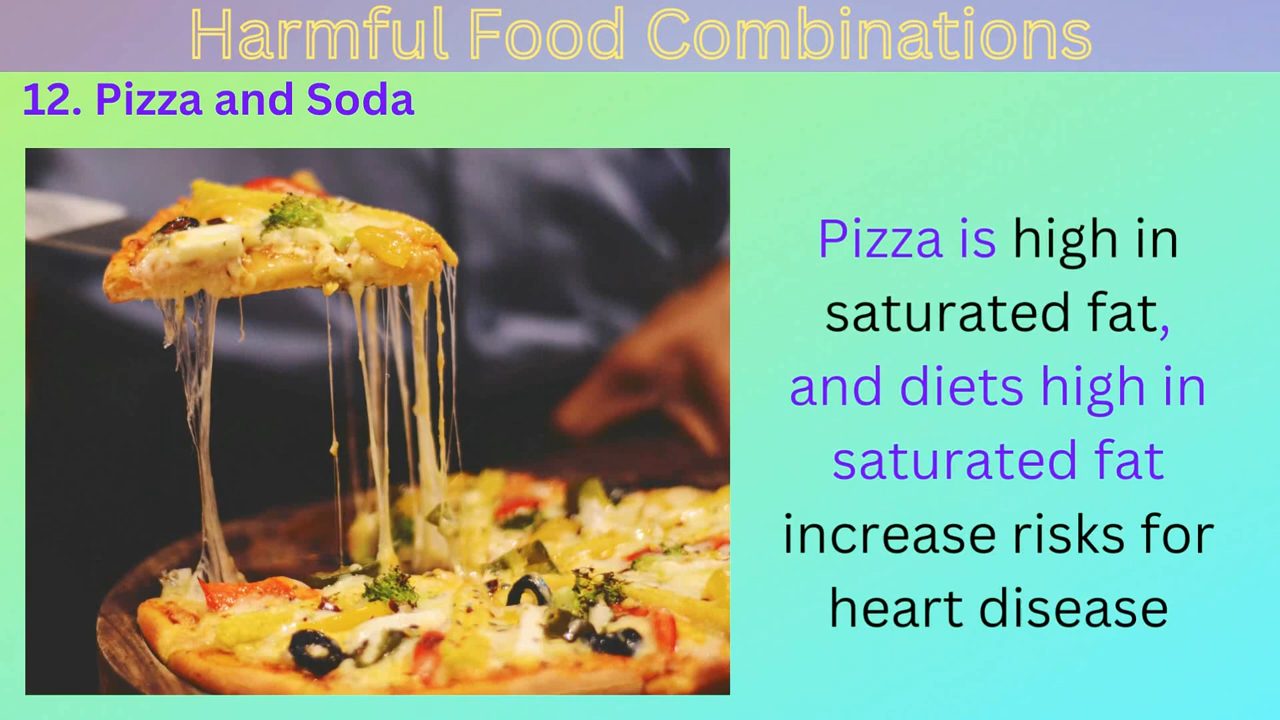 Harmful Food Combinations
12. Pizza and Soda
Pizza is high in
saturated fat,
and diets high in
saturated fat
increase risks for
heart disease